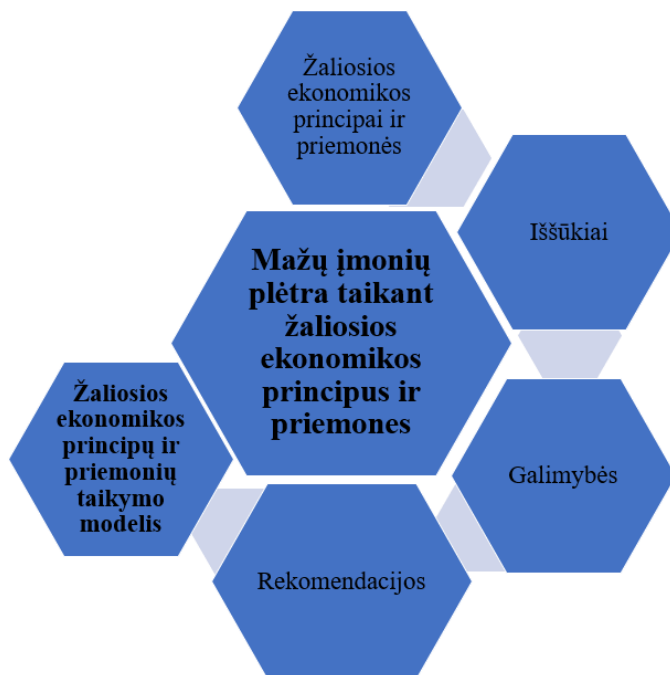 Žaliosios
ekonomikos
principai ir
priemonės
Iššūkiai
Mažų įmonių
plėtra taikant
žaliosios
ekonomikos
principus ir
priemones
Žaliosios
ekonomikos
principų ir
priemonių
taikymo
modelis
Galimybės
Rekomendacijos